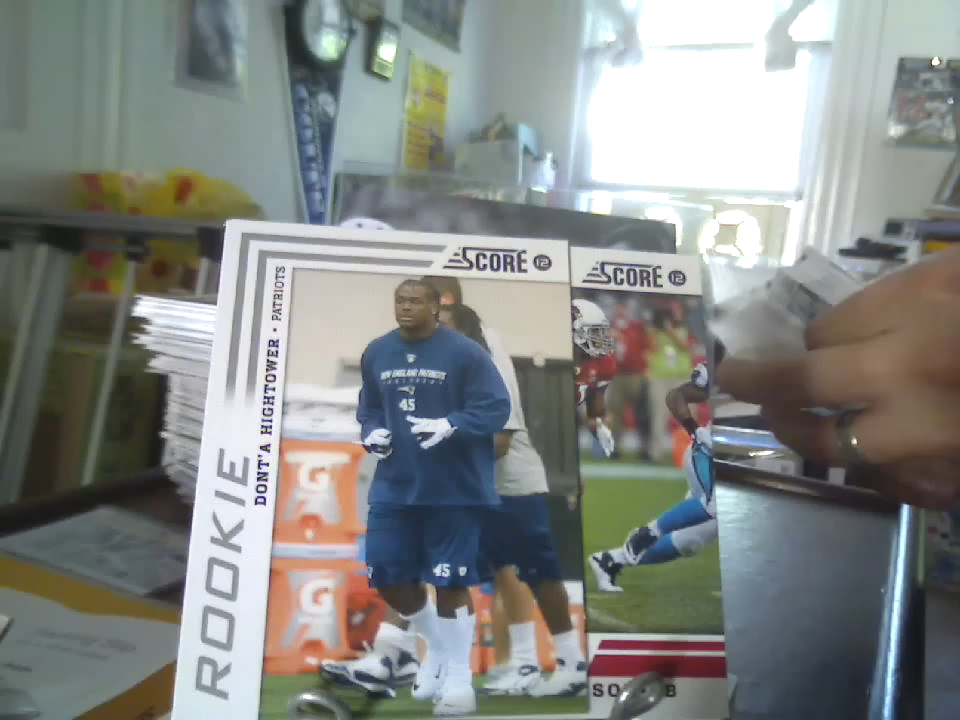 SCORE 12
SCORE 12
DONT'A HIGHTOWER • PATRIOTS
ROOKIE
NEW ENGLAND PATRIOTS
45
45
G
G